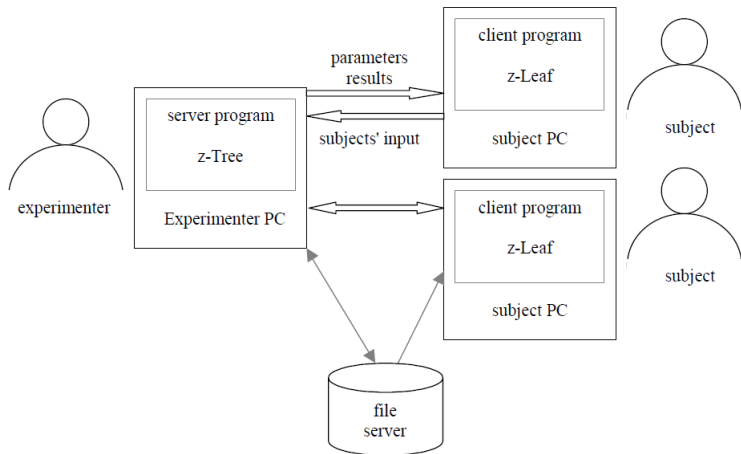 experimenter
server program
z-Tree
Experimenter PC
parameters
results
subjects' input
client program
z-Leaf
subject PC
subject
client program
z-Leaf
subject PC
subject
file
server